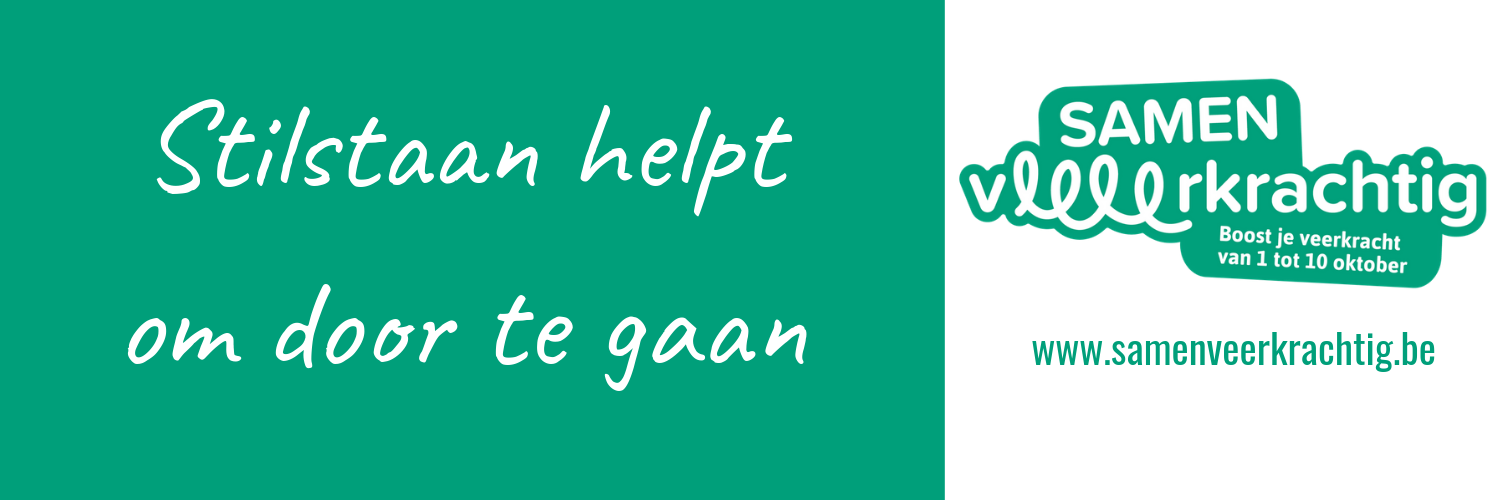 Stilstaan helpt
om door te gaan
SAMEN
veerkrachtig
Boost je veerkracht
van 1 tot 10 oktober
www.samenveerkrachtig.be